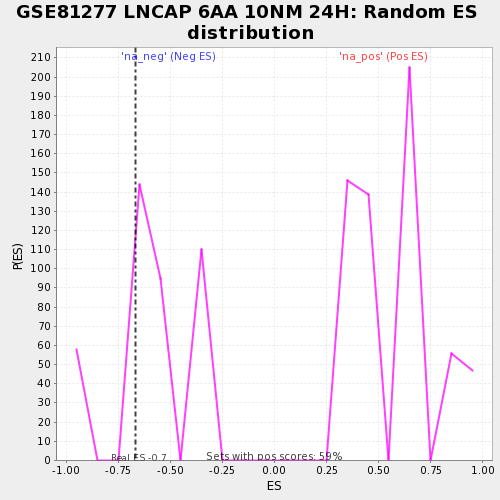 GSE81277 LNCAP 6AA 10NM 24H: Random ES
distribution
'na_neg' (Neg ES)
'na_pos' (Pos ES)
210
200
190
180
170
160
150
140
130
120
110
100
90
80
70
60
50
40
30
20
10
0
P(ES)
Real ES -0.7
Sets with pos scores: 59%
-1.00 -0.75 -0.50 -0.25 0.00 0.25 0.50 0.75 1.00
ES